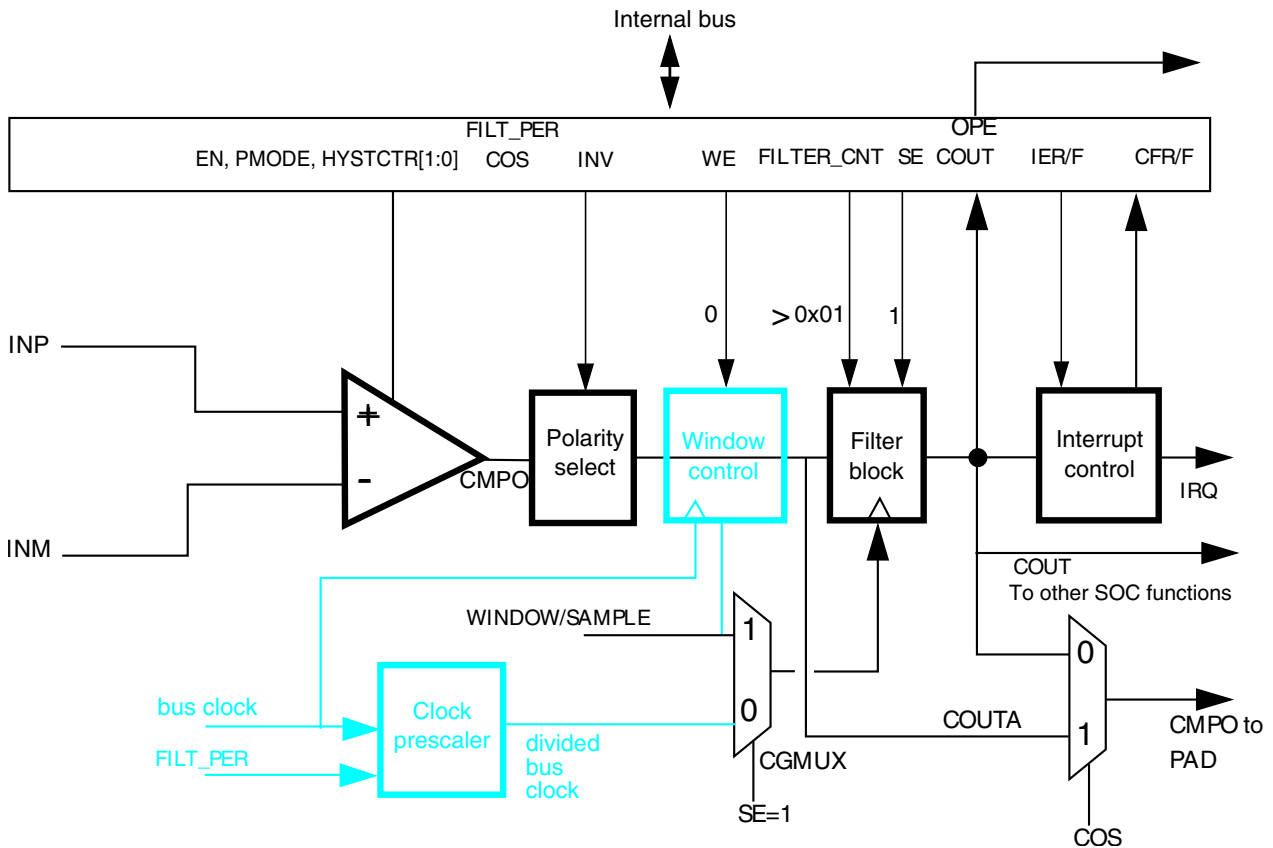 Internal bus
FILT_PER
OPE
EN, PMODE, HYSTCTR[1:0]
COS
INV
WE
FILTER_CNT
SE
COUT
IER/F
CFR/F
0
> 0x01
1
INP
+
-
INM
CMPO
Polarity
select
Window
control
Filter
block
Interrupt
control
IRQ
COUT
To other SOC functions
WINDOW/SAMPLE
1
0
CGMUX
SE=1
bus clock
FILT_PER
Clock
prescaler
divided
bus
clock
COUTA
0
1
CMPO to
PAD
COS